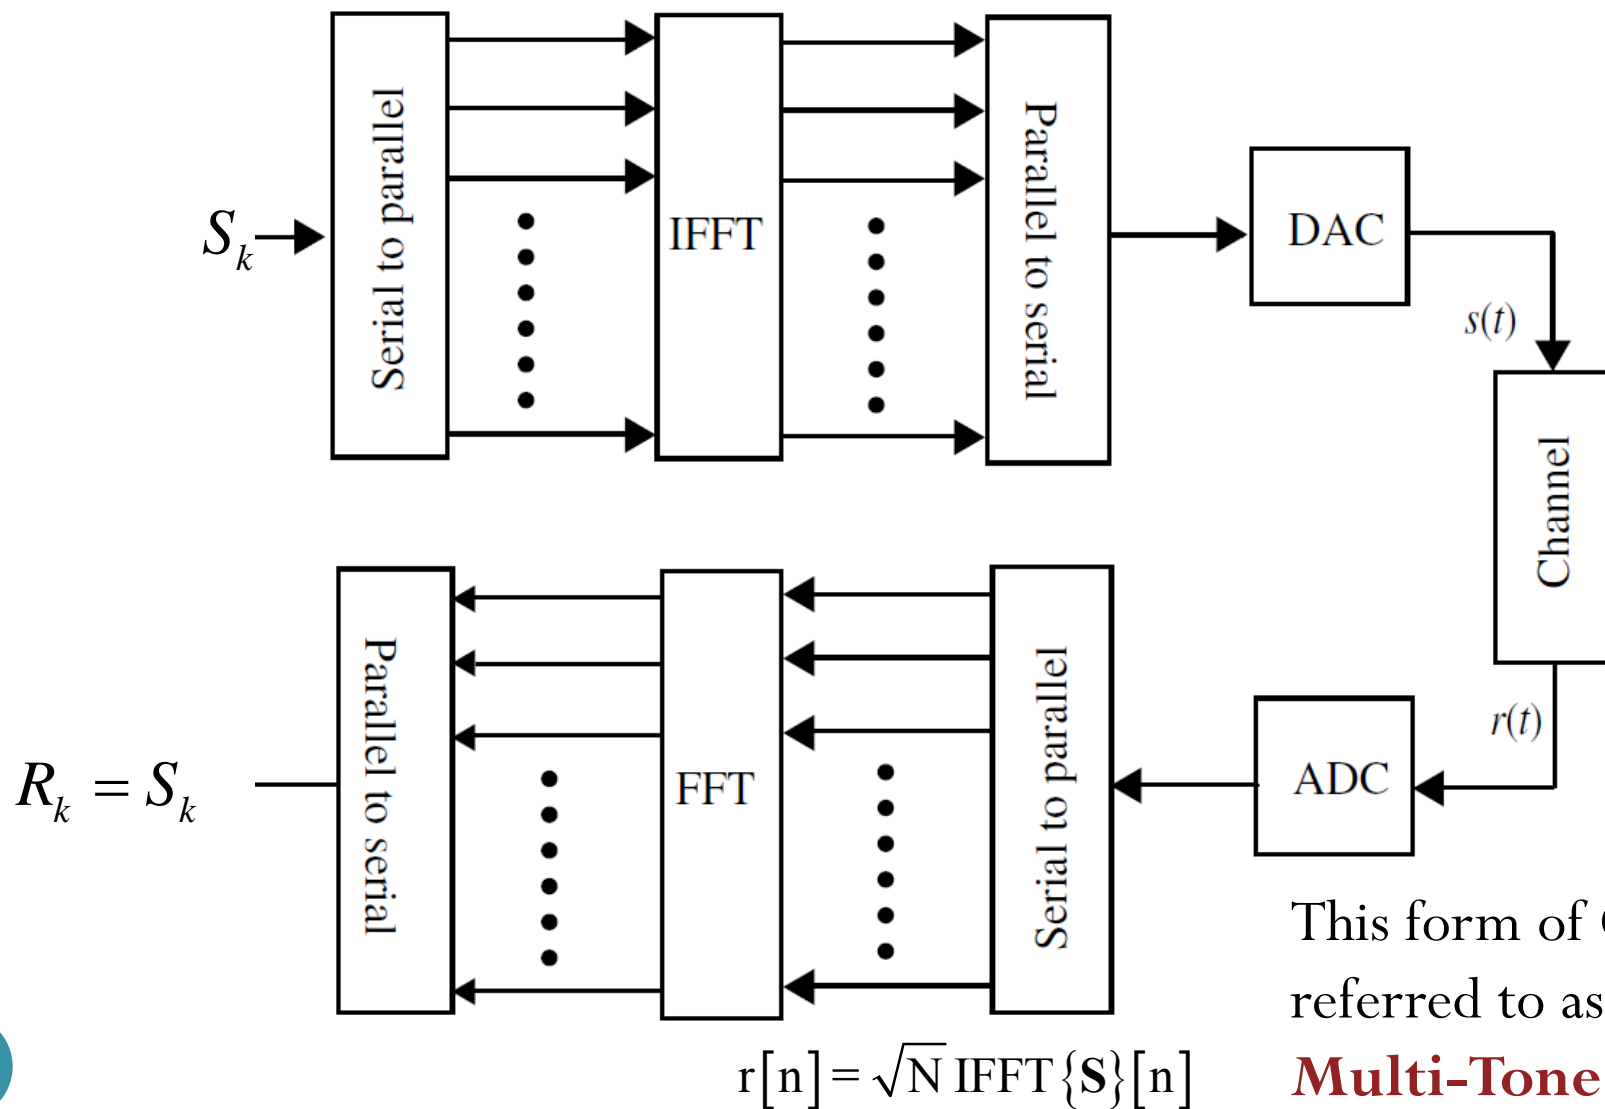 Serial to parallel
IFFT
Parallel to serial
DAC
S_k
s(t)
Channel
r(t)
ADC
Serial to parallel
FFT
Parallel to serial
R_k = S_k
This form of
referred to as
Multi-Tone
r[n] = √N IFFT{S}[n]